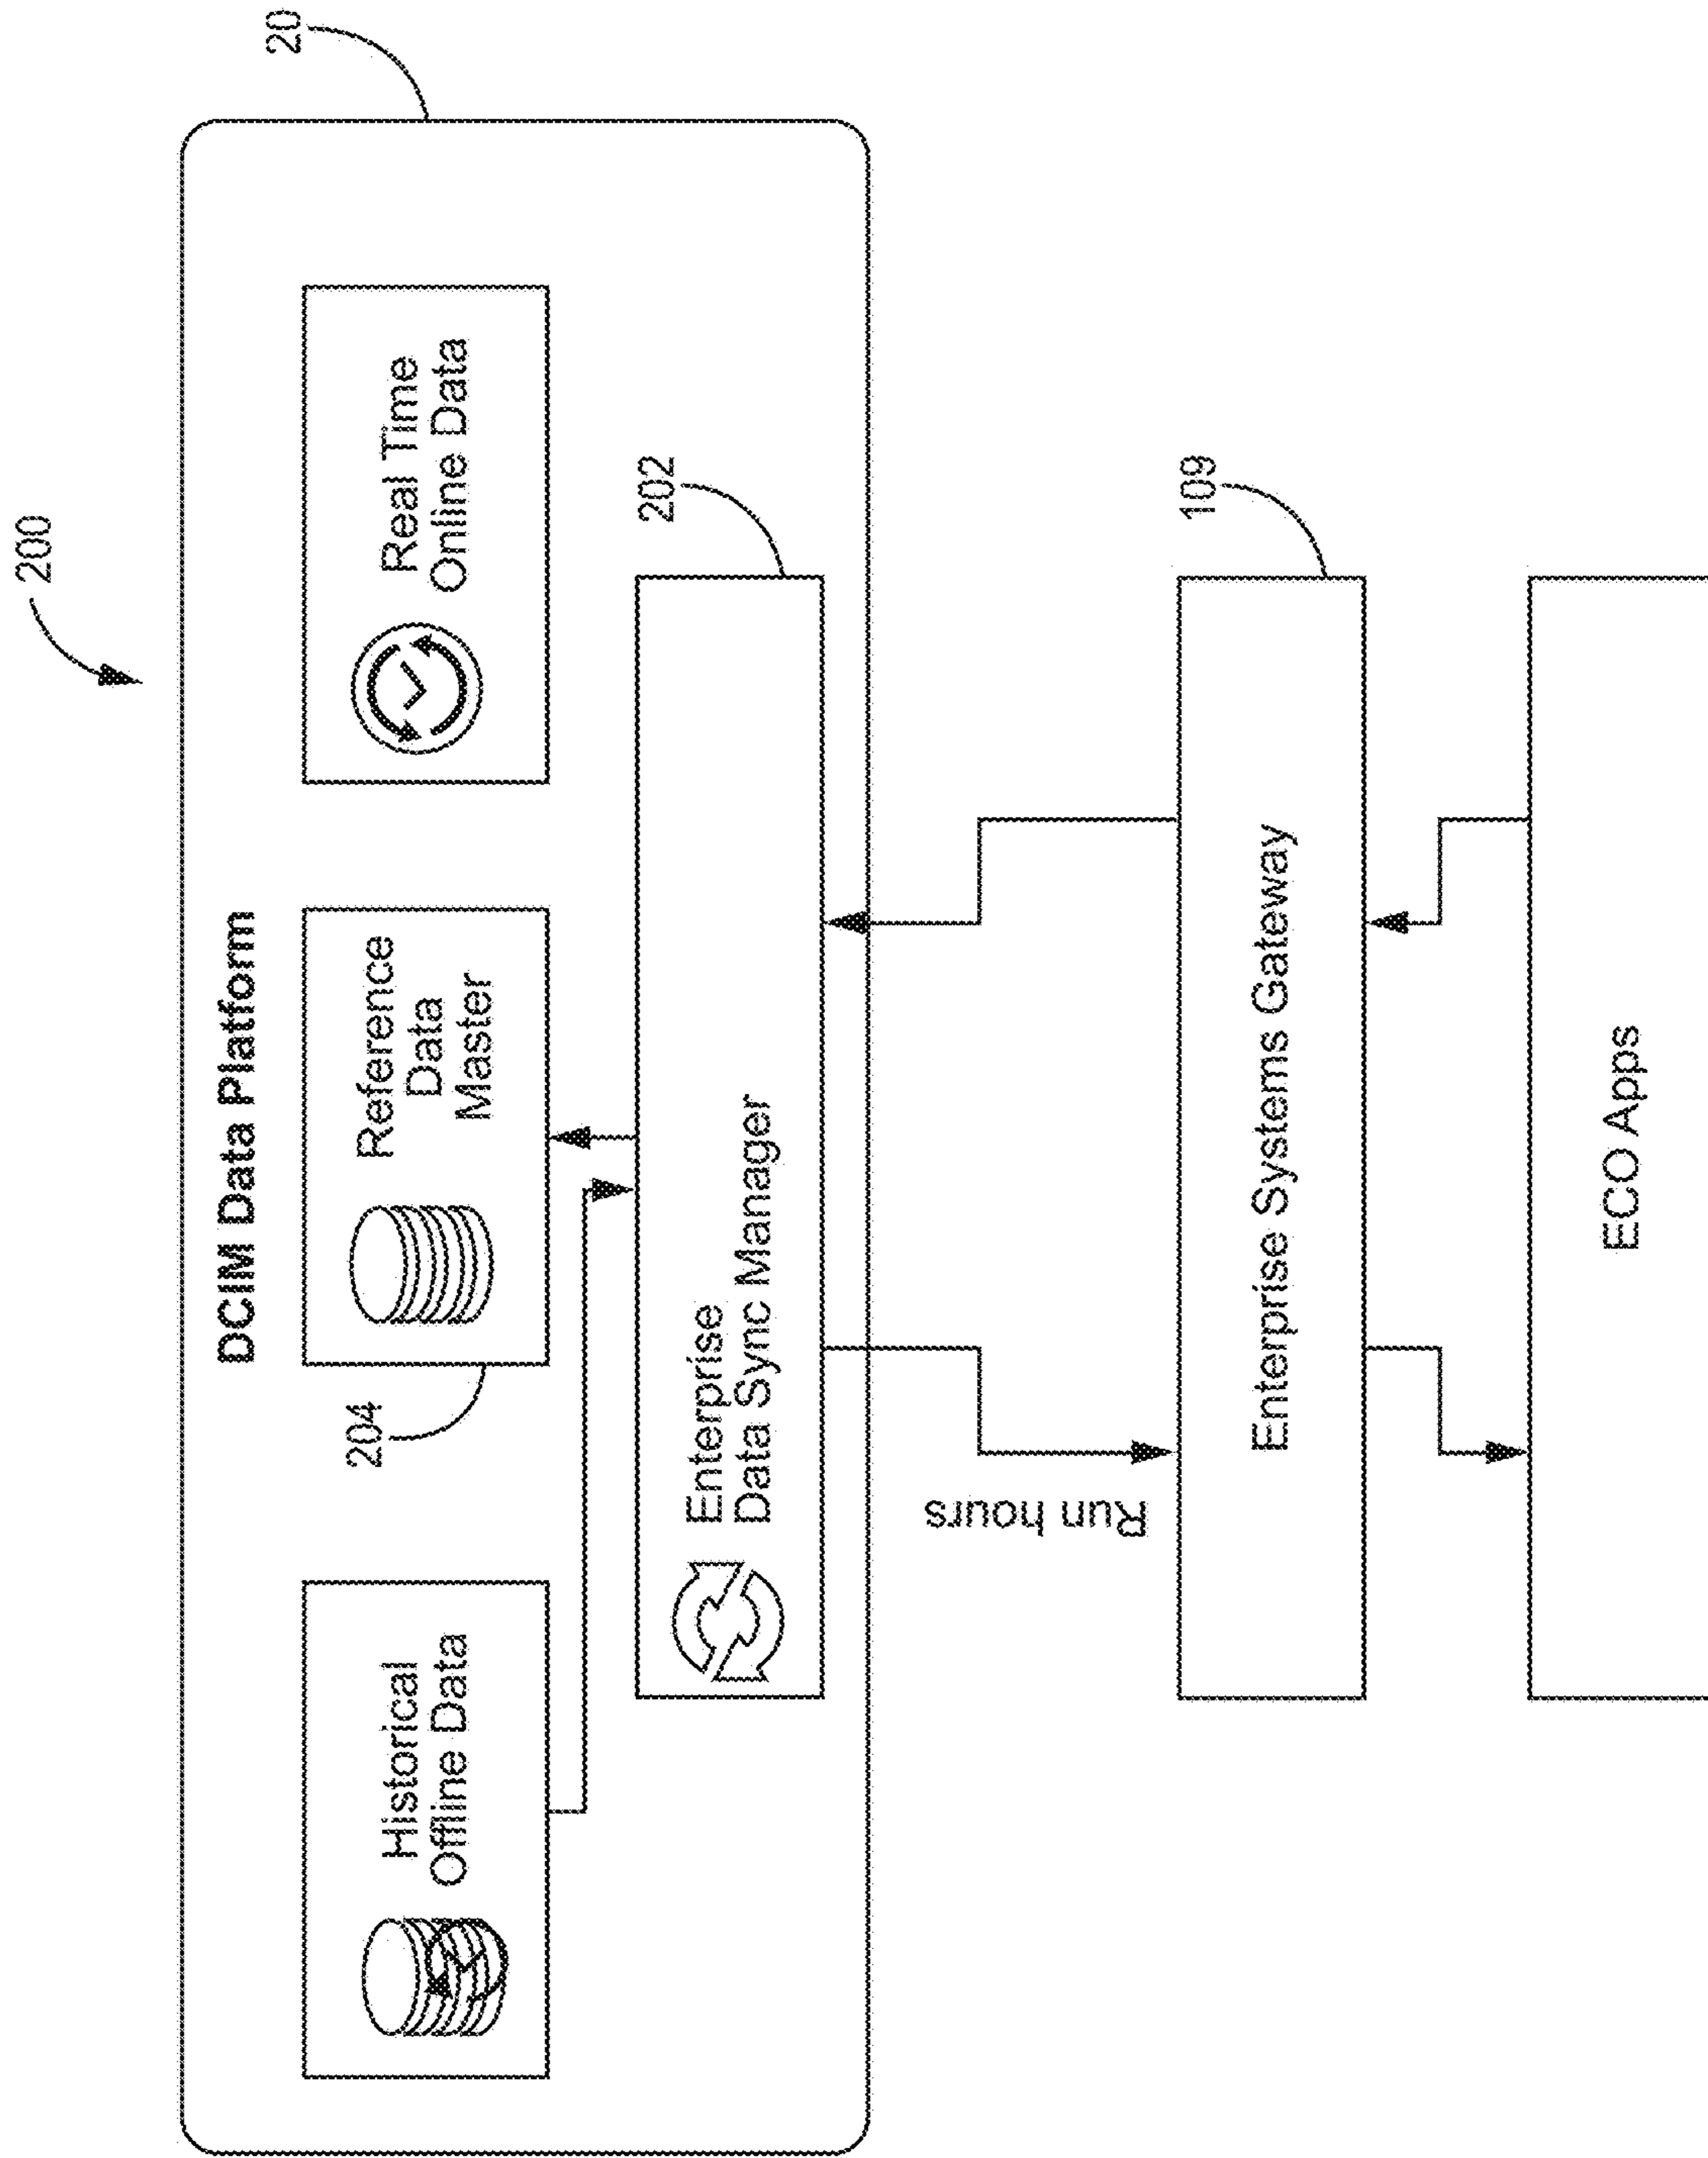 200
20
DCIM Data Platform
Historical
Offline Data
204
Reference
Data
Master
Real Time
Online Data
Enterprise
Data Sync Manager
202
Run hours
109
Enterprise Systems Gateway
ECO Apps